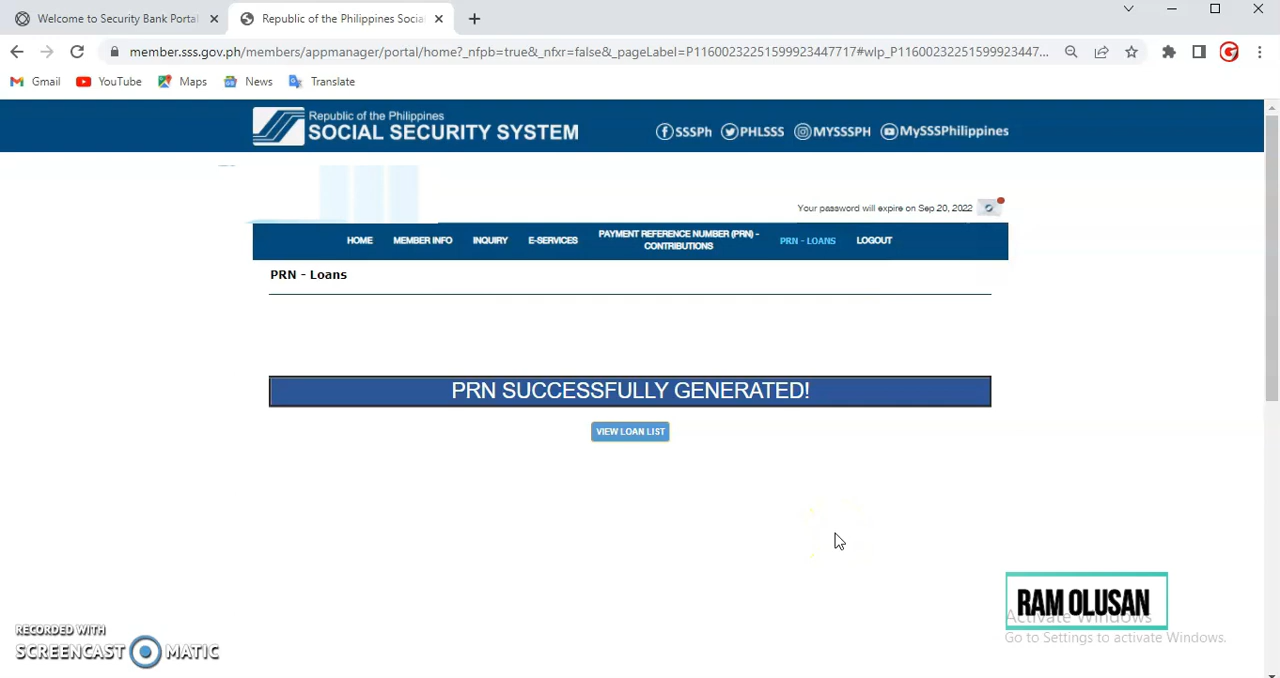 Welcome to Security Bank Portal
Republic of the Philippines Socia
member.sss.gov.ph/members/appmanager/portal/home?_nfpb=true&_nfxr=false&_pageLabel=P1160023225159992344­7717#wlp_P1160023225159992344­7...
Gmail YouTube Maps News Translate
Republic of the Philippines
SOCIAL SECURITY SYSTEM
SSSPh PHLSSS MYSSSPH MySSSPhilippines
Your password will expire on Sep 20, 2022
HOME MEMBER INFO INQUIRY E-SERVICES PAYMENT REFERENCE NUMBER (PRN) -
CONTRIBUTIONS PRN - LOANS LOGOUT
PRN - Loans
PRN SUCCESSFULLY GENERATED!
VIEW LOAN LIST
RAM OLUSAN
Activate Windows
Go to Settings to activate Windows.
RECORDED WITH
SCREENCAST MATIC